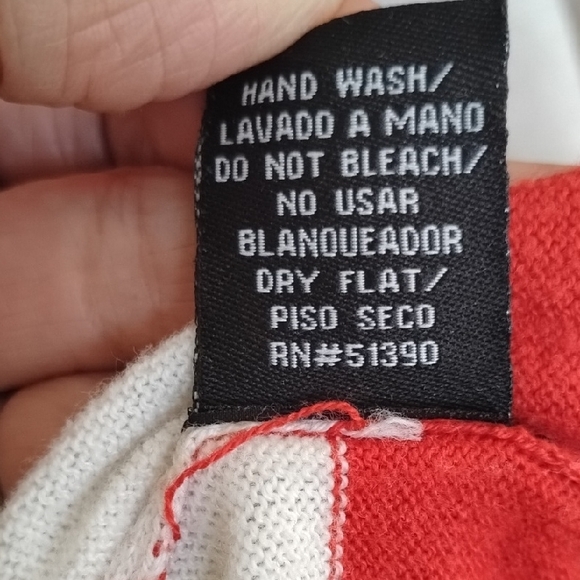 HAND WASH/
LAVADO A MANO
DO NOT BLEACH/
NO USAR
BLANQUEADOR
DRY FLAT/
PISO SECO
RN#51390